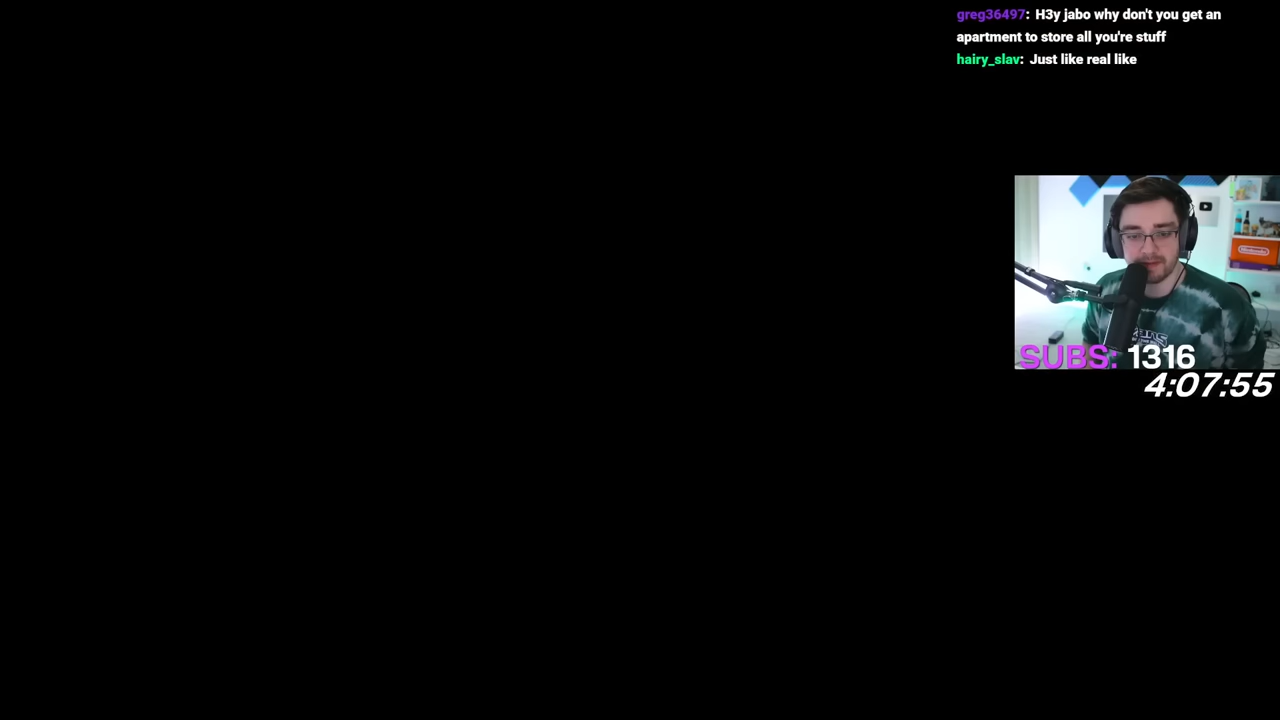 greg36497: H3y jabo why don't you get an
apartment to store all you're stuff
hairy_slav: Just like real like
Nintendo
SUBS: 1316
4:07:55